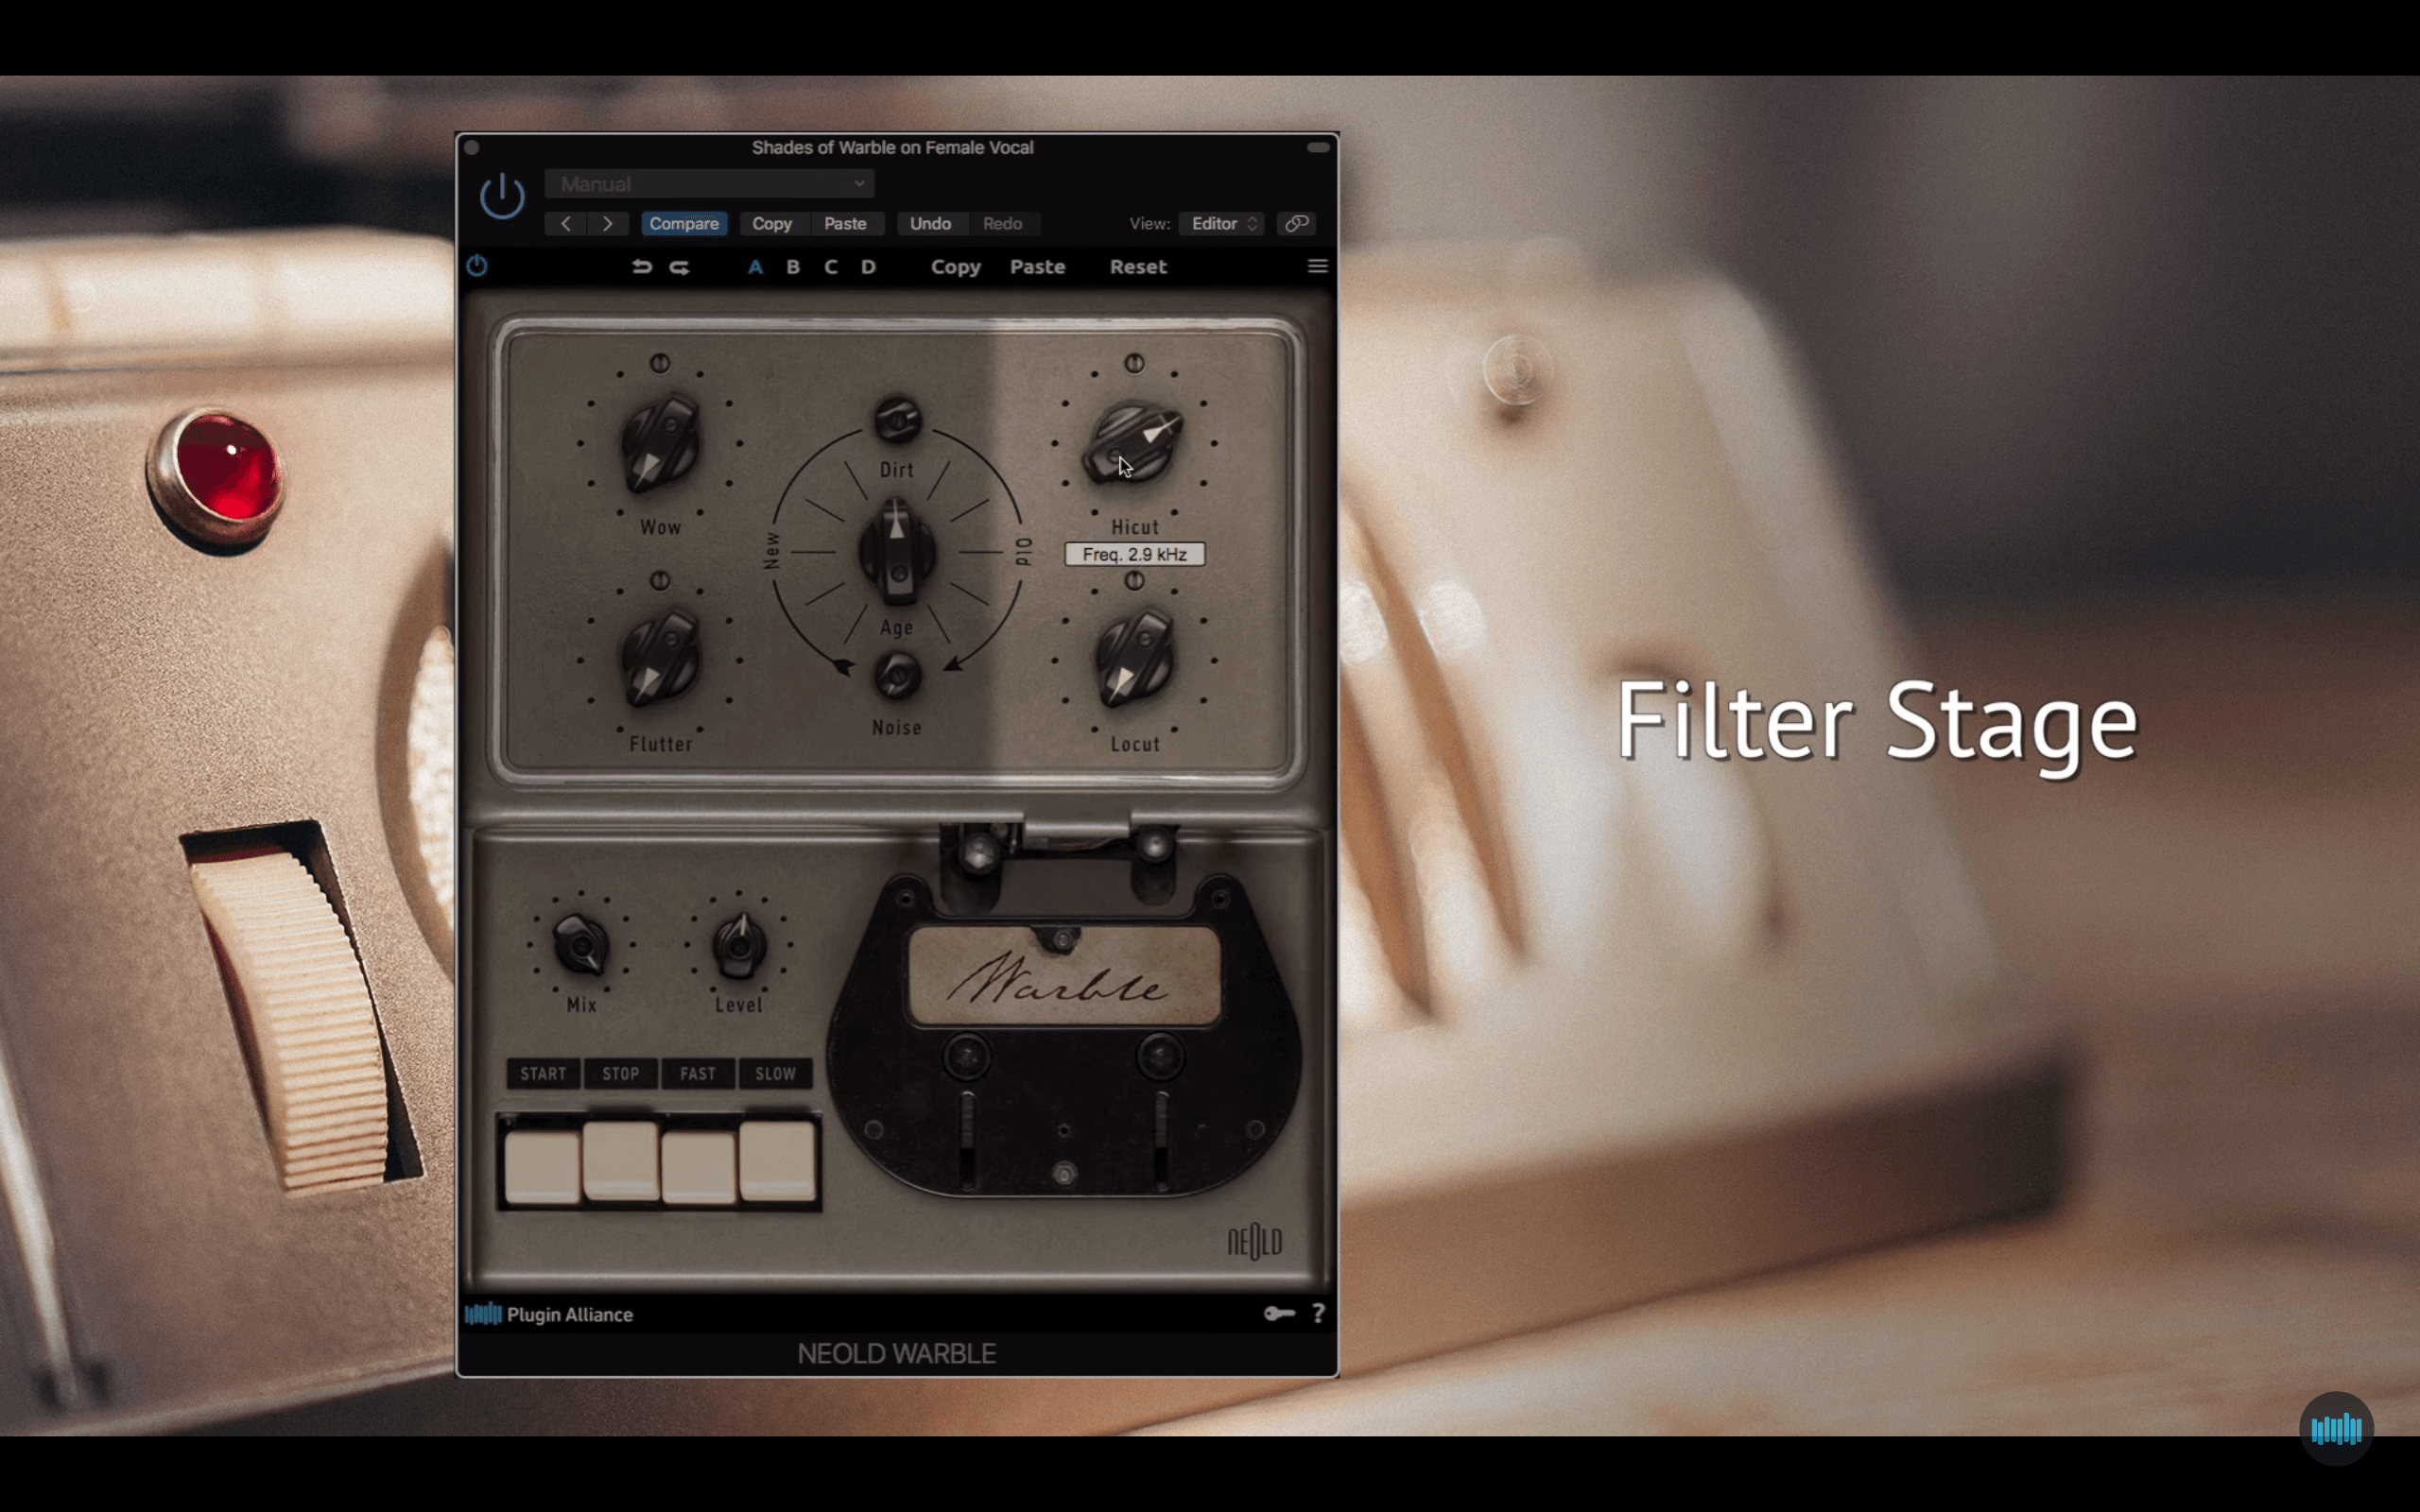 Shades of Warble on Female Vocal
Manual
Compare Copy Paste Undo Redo View: Editor
A B C D Copy Paste Reset
Dirt
Wow
Hicut
New
Old
Freq. 2.9 kHz
Age
Noise
Flutter
Locut
Filter Stage
Warble
Mix
Level
START STOP FAST SLOW
NEOLD
Plugin Alliance
?
NEOLD WARBLE